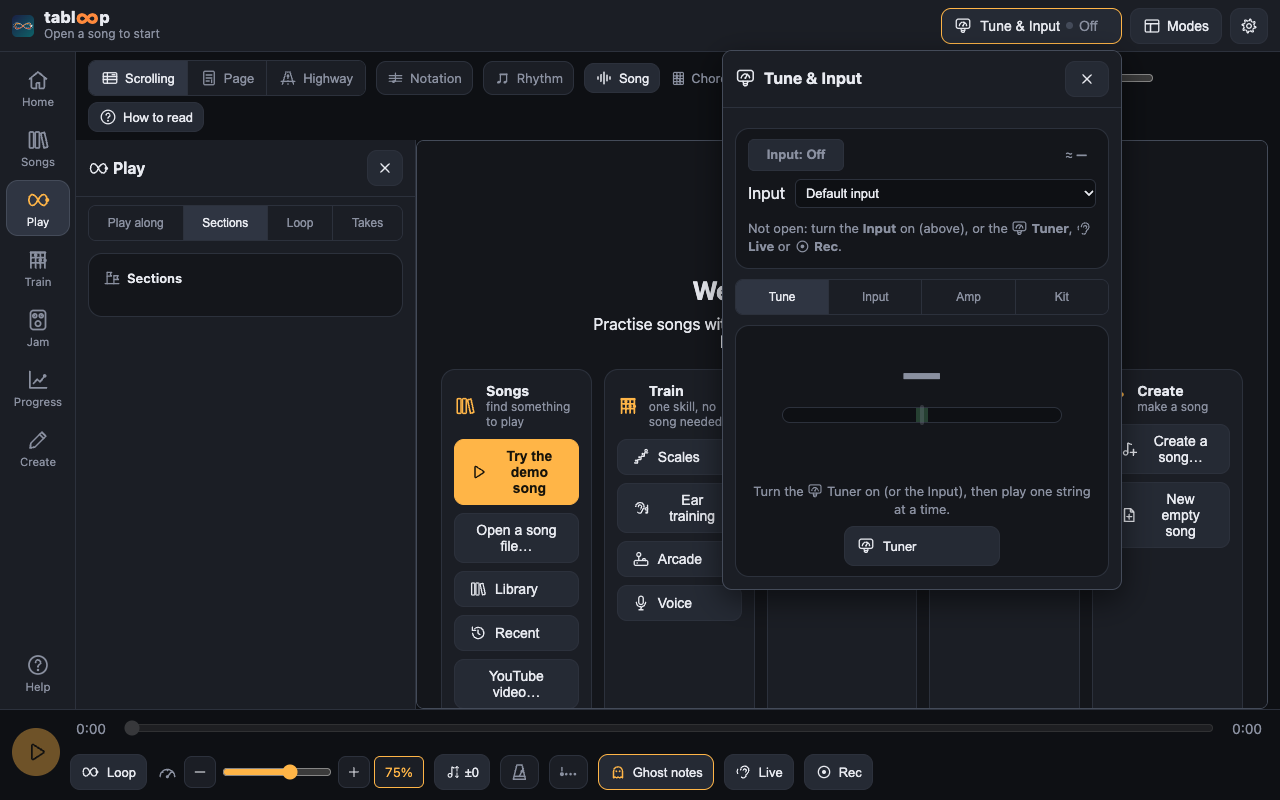 tabloop
Open a song to start
Tune & Input
Off
Modes
Scrolling
Page
Highway
Notation
Rhythm
Song
How to read
Home
Songs
Play
Train
Jam
Progress
Create
Help
Play
Play along
Sections
Loop
Takes
Sections
Practise songs
Songs
find something
to play
Try the
demo
song
Open a song
file…
Library
Recent
YouTube
video…
Train
one skill, no
song needed
Scales
Ear
training
Arcade
Voice
Create
make a song
Create a
song…
New
empty
song
Tune & Input
Input: Off
≈ —
Input
Default input
Not open: turn the Input on (above), or the Tuner,
Live or Rec.
Tune
Input
Amp
Kit
Turn the Tuner on (or the Input), then play one string
at a time.
Tuner
0:00
0:00
Loop
−
+
75%
±0
Ghost notes
Live
Rec